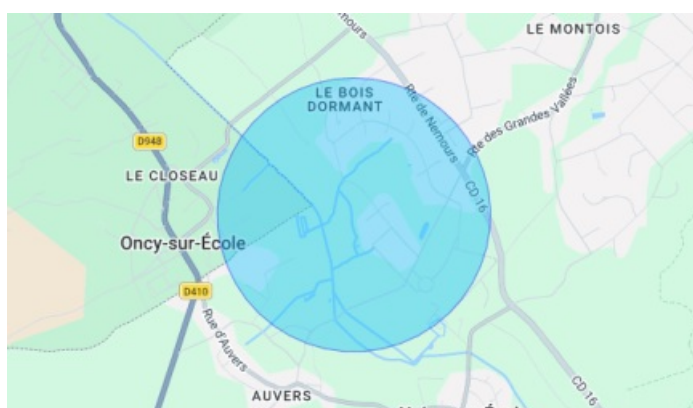 LE MONTOIS
LE BOIS
DORMANT
Rte de Nemours
Rte des Grandes Vallées
D948
LE CLOSEAU
CD 16
Oncy-sur-École
D410
Rue d'Auvers
AUVERS
CD 16